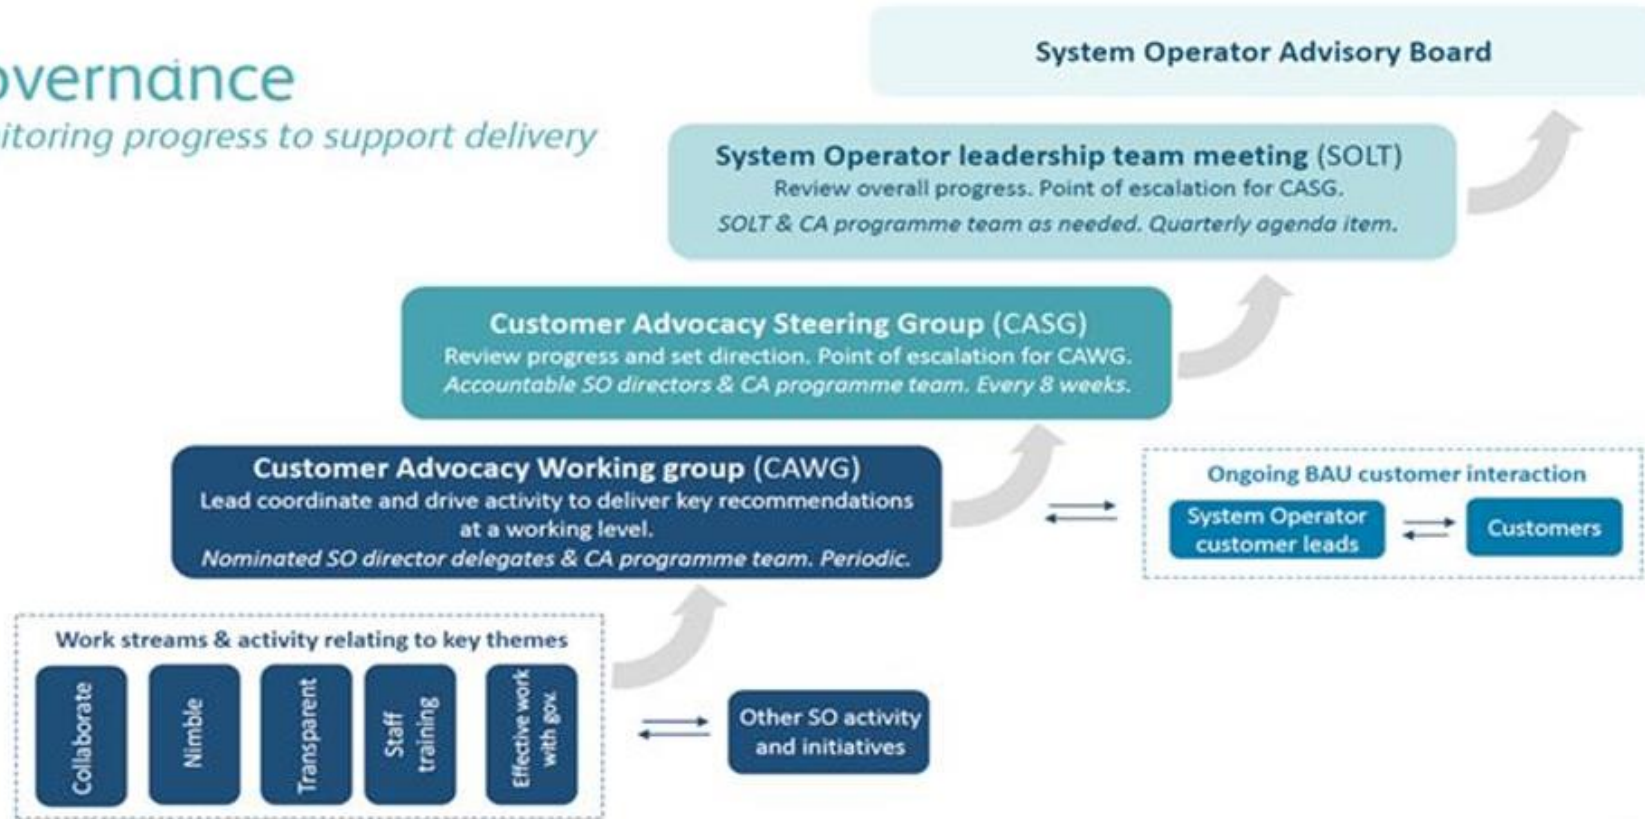 overnance
itoring progress to support delivery
System Operator Advisory Board
System Operator leadership team meeting (SOLT)
Review overall progress. Point of escalation for CASG.
SOLT & CA programme team as needed. Quarterly agenda item.
Customer Advocacy Steering Group (CASG)
Review progress and set direction. Point of escalation for CAWG.
Accountable SO directors & CA programme team. Every 8 weeks.
Customer Advocacy Working group (CAWG)
Lead coordinate and drive activity to deliver key recommendations
at a working level.
Nominated SO director delegates & CA programme team. Periodic.
Ongoing BAU customer interaction
System Operator
customer leads
Customers
Work streams & activity relating to key themes
Collaborate
Nimble
Transparent
Staff
training
Effective work
with gov.
Other SO activity
and initiatives